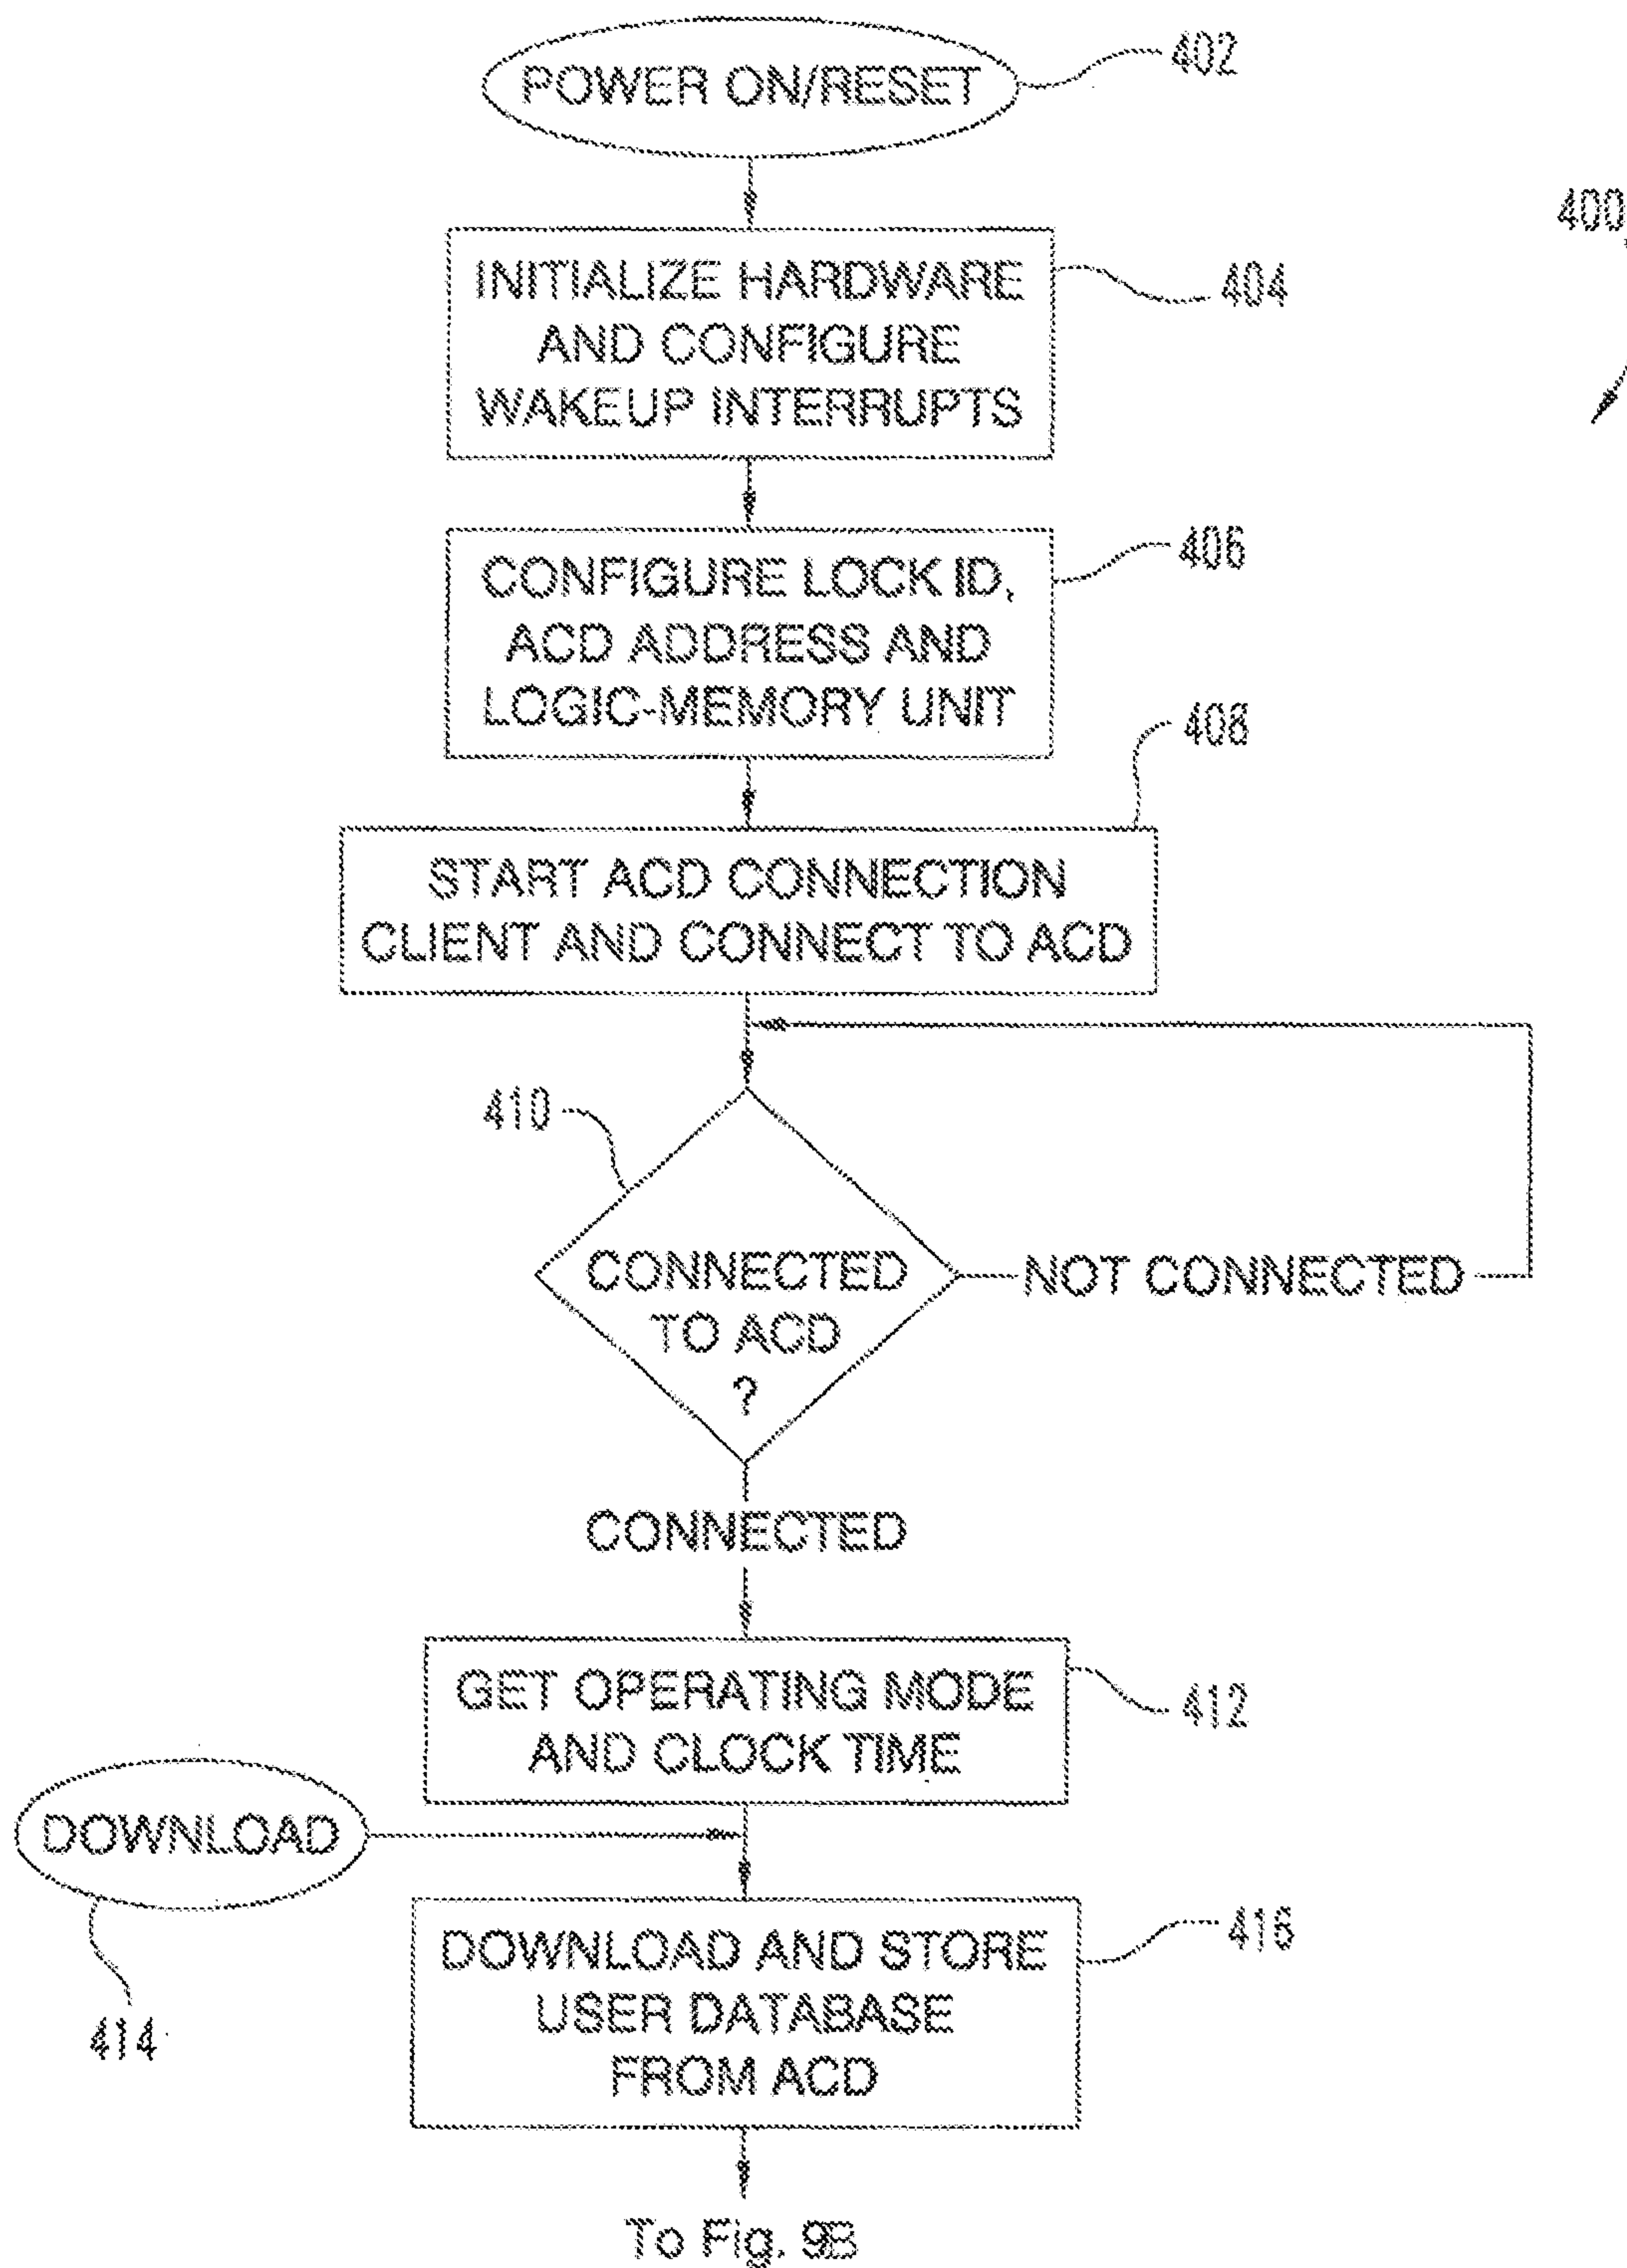 POWER ON/RESET
402
400
INITIALIZE HARDWARE
AND CONFIGURE
WAKEUP INTERRUPTS
404
CONFIGURE LOCK ID,
ACD ADDRESS AND
LOGIC-MEMORY UNIT
406
408
START ACD CONNECTION
CLIENT AND CONNECT TO ACD
410
CONNECTED
TO ACD
?
NOT CONNECTED
CONNECTED
GET OPERATING MODE
AND CLOCK TIME
412
DOWNLOAD
414
DOWNLOAD AND STORE
USER DATABASE
FROM ACD
416
To Fig. 9B